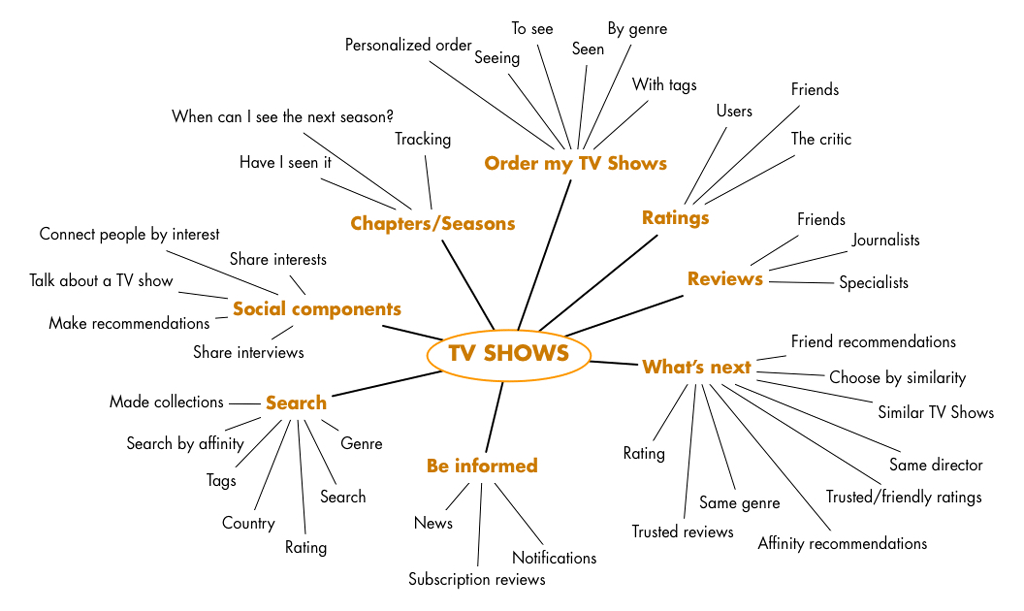 To see
By genre
Personalized order
Seeing
Seen
With tags
Order my TV Shows
When can I see the next season?
Have I seen it
Tracking
Chapters/Seasons
Users
Friends
The critic
Ratings
Friends
Journalists
Specialists
Reviews
Connect people by interest
Share interests
Talk about a TV show
Make recommendations
Share interviews
Social components
TV SHOWS
Friend recommendations
Choose by similarity
Similar TV Shows
What's next
Same director
Trusted/friendly ratings
Affinity recommendations
Same genre
Trusted reviews
Rating
Search
Made collections
Search by affinity
Tags
Country
Rating
Search
Genre
Be informed
News
Subscription reviews
Notifications